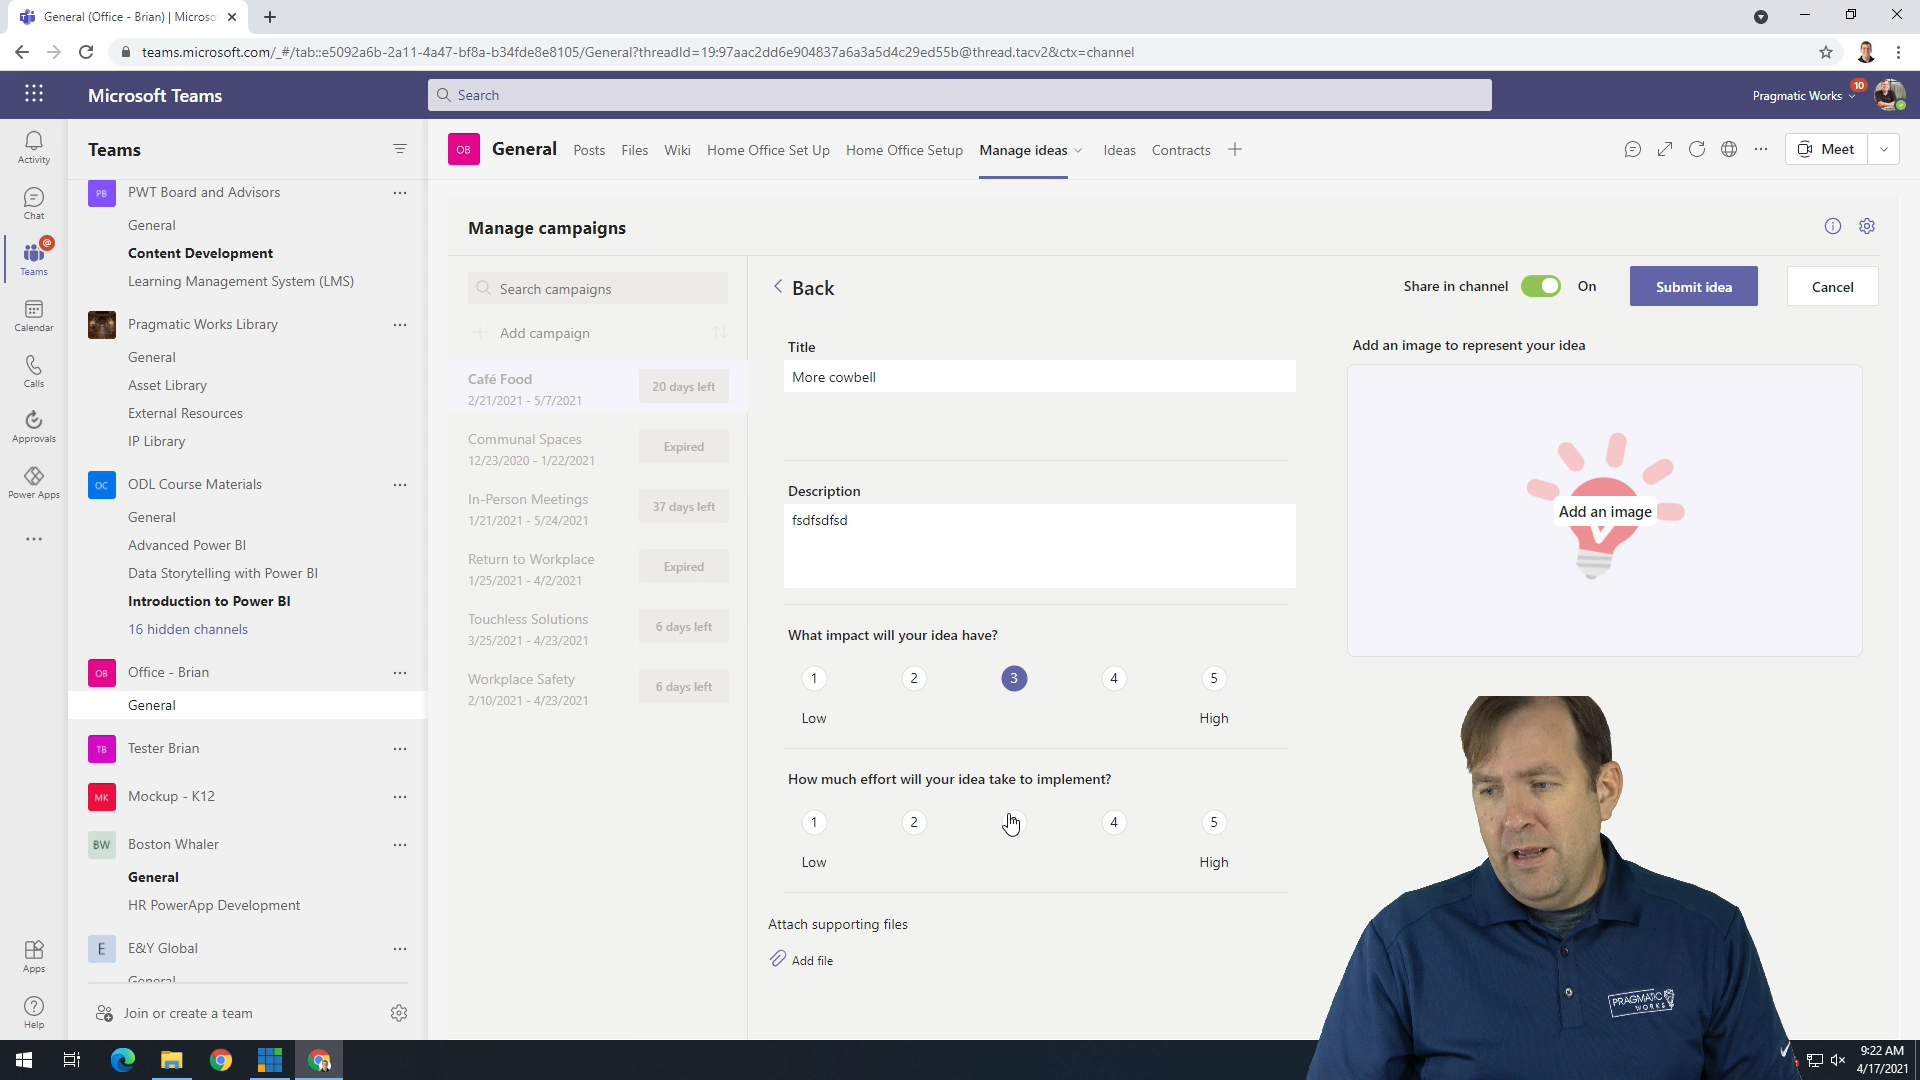 General (Office - Brian) | Microso
teams.microsoft.com/_#/tab::e5092a6b-2a11-4a47-bf8a-b34fde8e8105/General?threadId=19:97aac2dd6e904837a6a3a5d4c29ed55b@thread.tacv2&ctx=channel
Microsoft Teams
Search
Pragmatic Works
10
Activity
Chat
@
Teams
Calendar
Calls
Approvals
Power Apps
Apps
Help
Teams
PB PWT Board and Advisors
General
Content Development
Learning Management System (LMS)
Pragmatic Works Library
General
Asset Library
External Resources
IP Library
OC ODL Course Materials
General
Advanced Power BI
Data Storytelling with Power BI
Introduction to Power BI
16 hidden channels
OB Office - Brian
General
TB Tester Brian
MK Mockup - K12
BW Boston Whaler
General
HR PowerApp Development
E E&Y Global
General
Join or create a team
OB General Posts Files Wiki Home Office Set Up Home Office Setup Manage ideas Ideas Contracts
Meet
Manage campaigns
Search campaigns
Add campaign
Café Food
2/21/2021 - 5/7/2021
20 days left
Communal Spaces
12/23/2020 - 1/22/2021
Expired
In-Person Meetings
1/21/2021 - 5/24/2021
37 days left
Return to Workplace
1/25/2021 - 4/2/2021
Expired
Touchless Solutions
3/25/2021 - 4/23/2021
6 days left
Workplace Safety
2/10/2021 - 4/23/2021
6 days left
Back
Share in channel On
Submit idea
Cancel
Title
More cowbell
Description
fsdfsdfsd
What impact will your idea have?
1 2 3 4 5
Low High
How much effort will your idea take to implement?
1 2 4 5
Low High
Attach supporting files
Add file
Add an image to represent your idea
Add an image
PRAGMATIC
WORKS
9:22 AM
4/17/2021